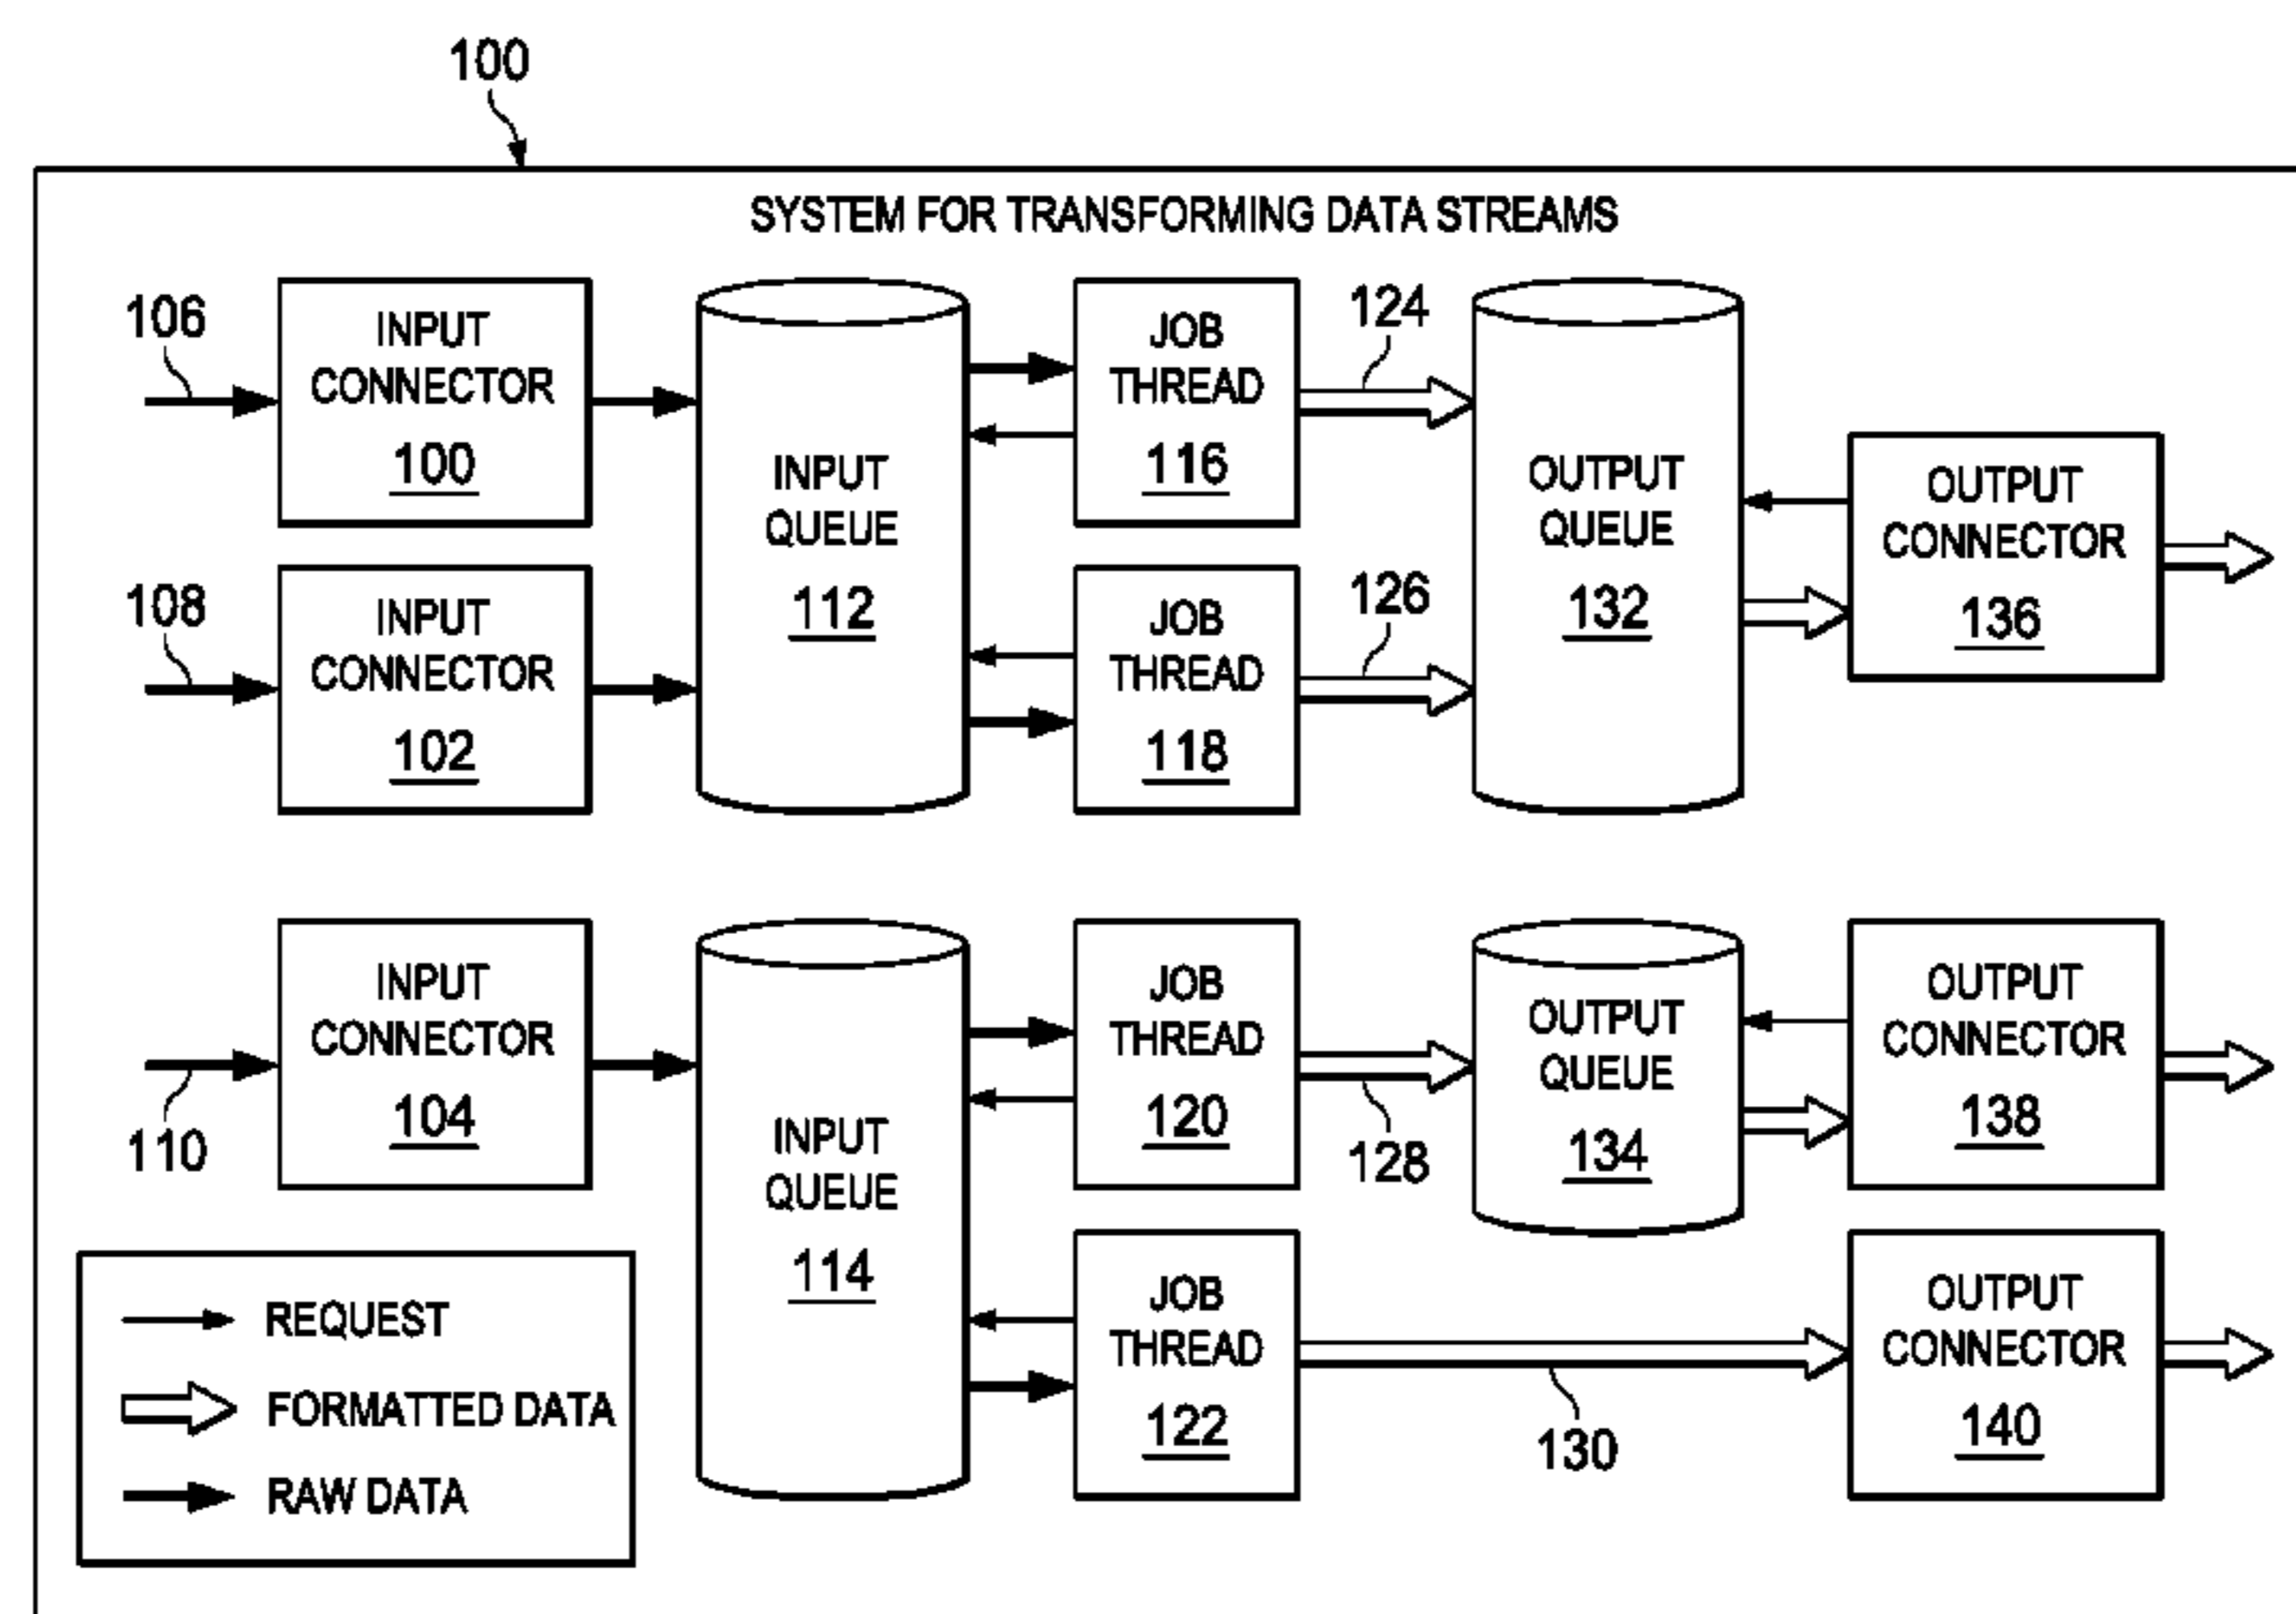 100
SYSTEM FOR TRANSFORMING DATA STREAMS
106
INPUT
CONNECTOR
100
108
INPUT
CONNECTOR
102
INPUT
QUEUE
112
JOB
THREAD
116
JOB
THREAD
118
124
126
OUTPUT
QUEUE
132
OUTPUT
CONNECTOR
136
110
INPUT
CONNECTOR
104
INPUT
QUEUE
114
JOB
THREAD
120
JOB
THREAD
122
128
130
OUTPUT
QUEUE
134
OUTPUT
CONNECTOR
138
OUTPUT
CONNECTOR
140
REQUEST
FORMATTED DATA
RAW DATA